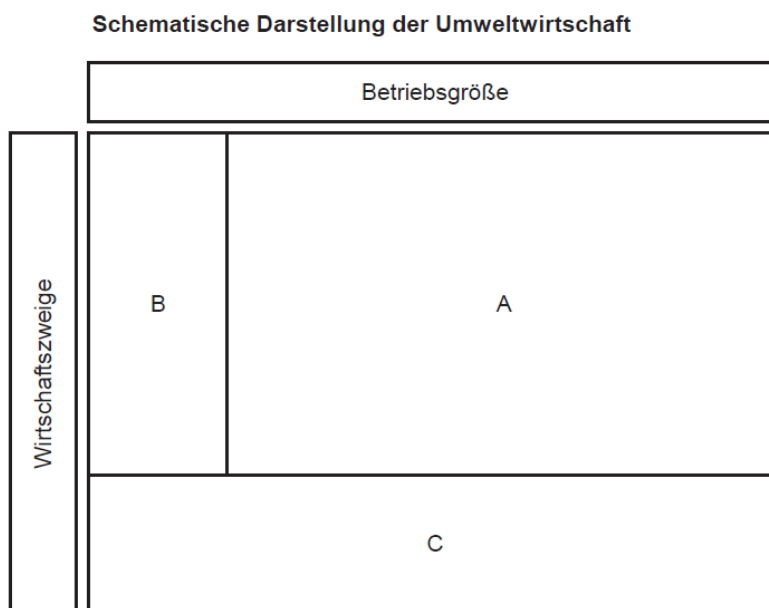 Schematische Darstellung der Umweltwirtschaft
Betriebsgröße
Wirtschaftszweige
B
A
C